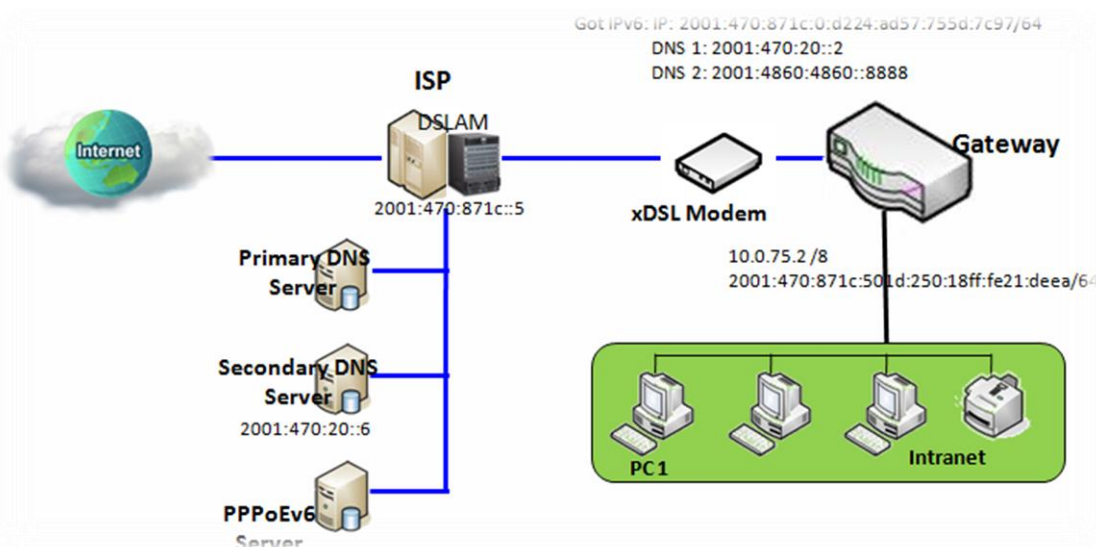 Got IPv6: IP: 2001:470:871c:0:d224:ad57:755d:7c97/64
DNS 1: 2001:470:20::2
DNS 2: 2001:4860:4860::8888
ISP
DSLAM
Internet
Gateway
2001:470:871c::5
xDSL Modem
Primary DNS
Server
10.0.75.2 /8
2001:470:871c:501d:250:18ff:fe21:deea/64
Secondary DNS
Server
2001:470:20::6
PC1
Intranet
PPPoEv6
Server